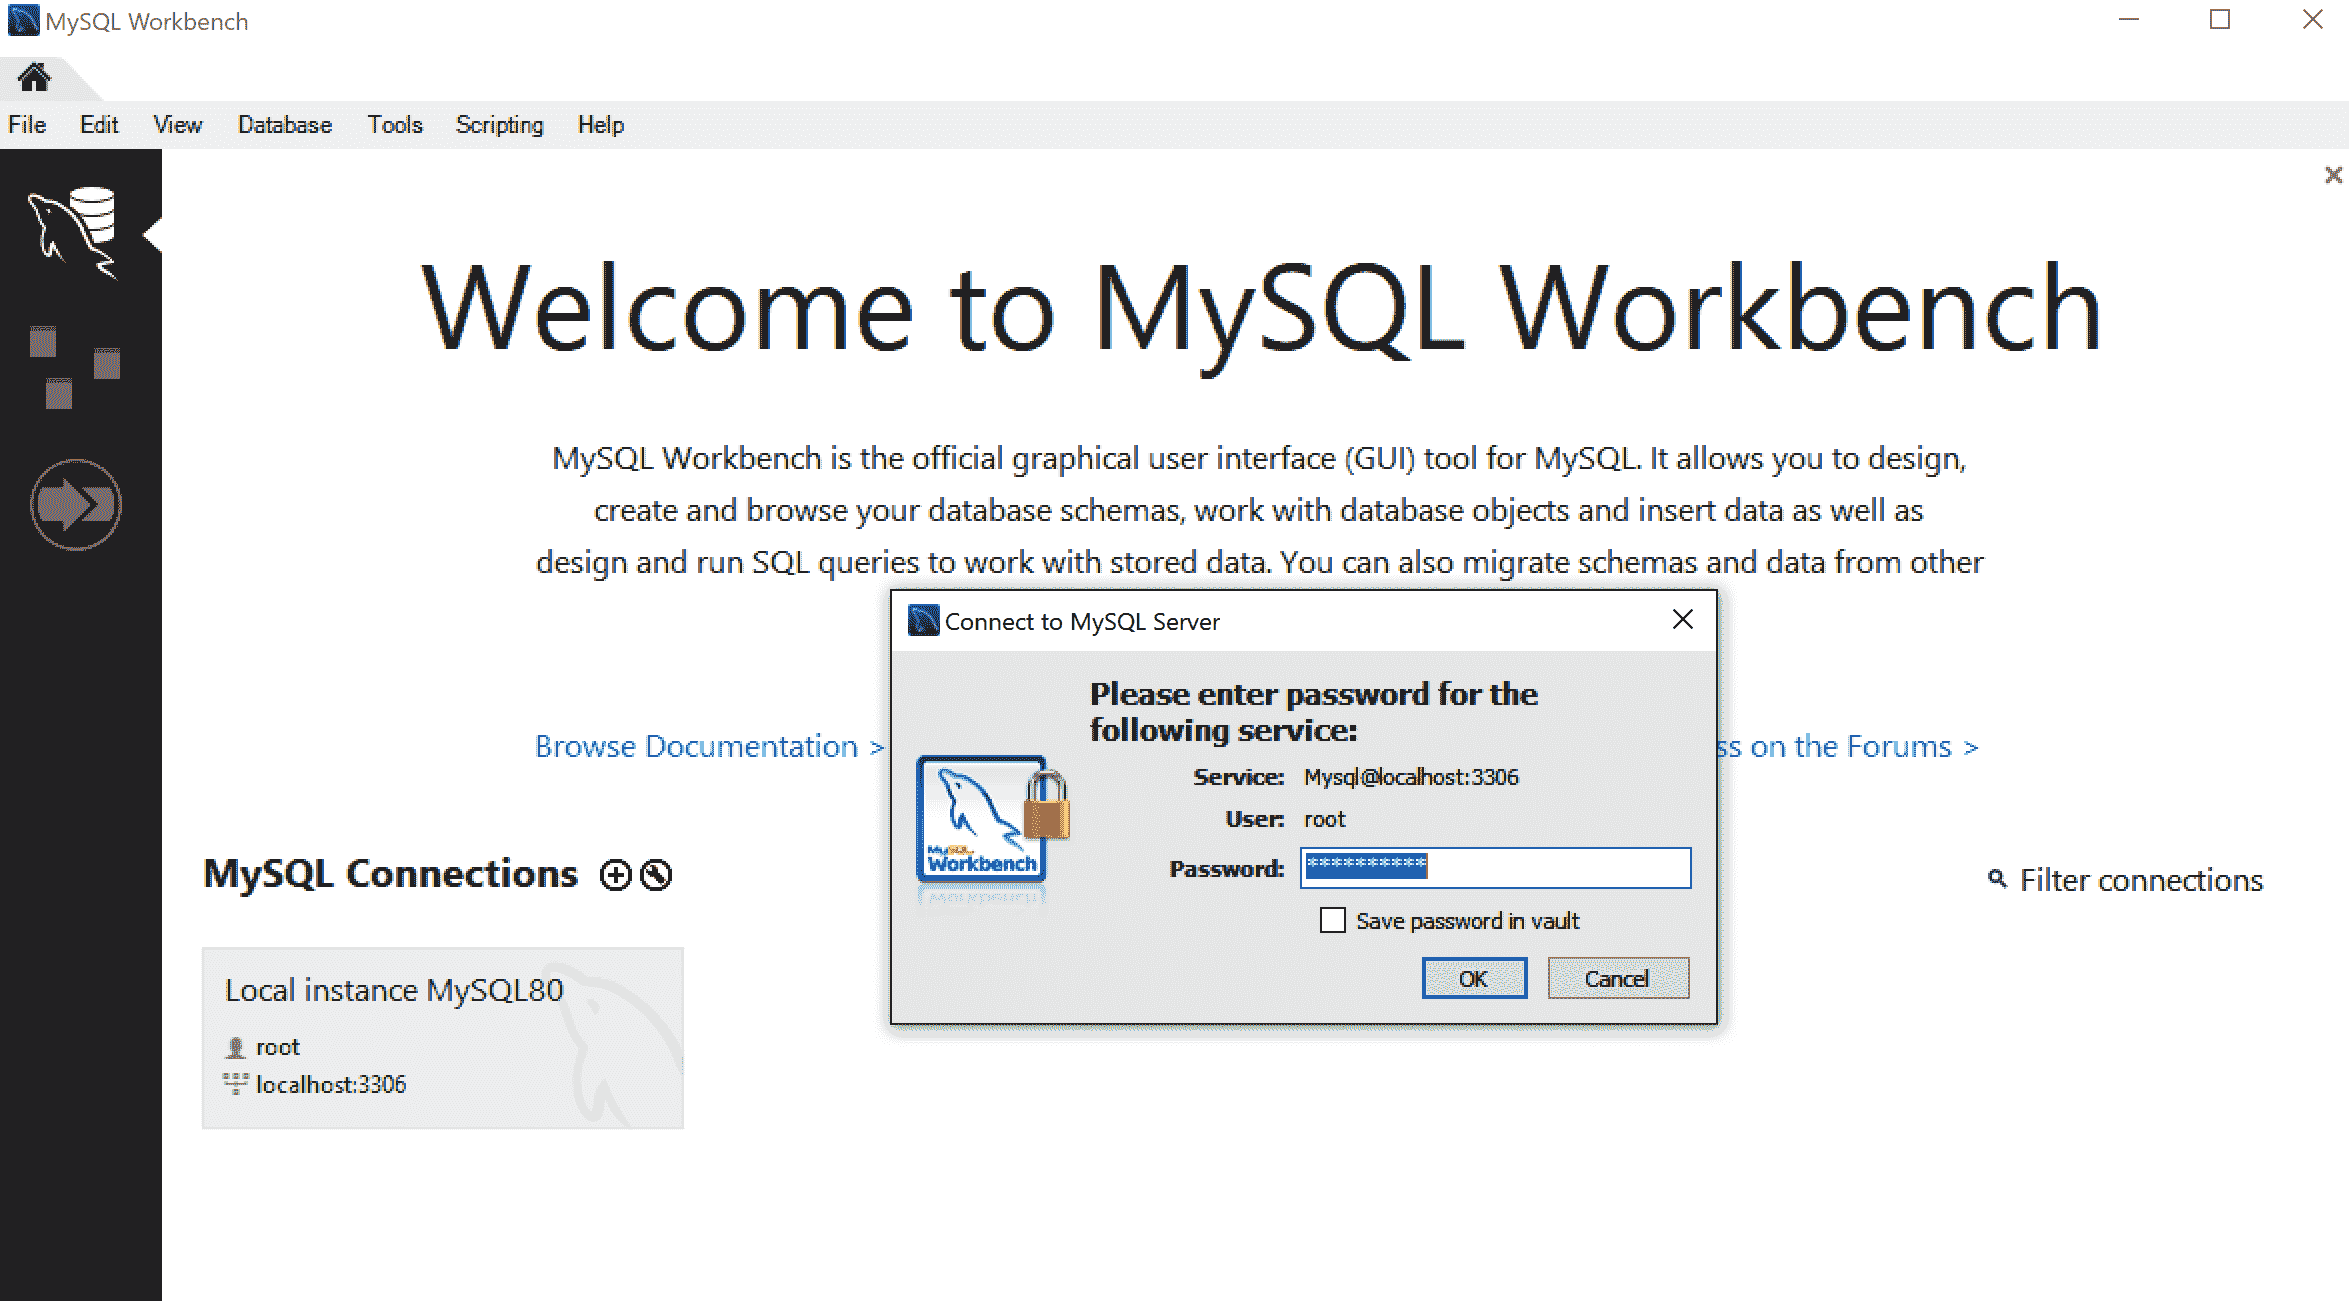 MySQL Workbench
File Edit View Database Tools Scripting Help
Welcome to MySQL Workbench
MySQL Workbench is the official graphical user interface (GUI) tool for MySQL. It allows you to design,
create and browse your database schemas, work with database objects and insert data as well as
design and run SQL queries to work with stored data. You can also migrate schemas and data from other
Browse Documentation >
ss on the Forums >
Connect to MySQL Server
Please enter password for the
following service:
Service: Mysql@localhost:3306
User: root
Password: **********
Save password in vault
OK Cancel
MySQL
Workbench
MySQL Connections
Filter connections
Local instance MySQL80
root
localhost:3306